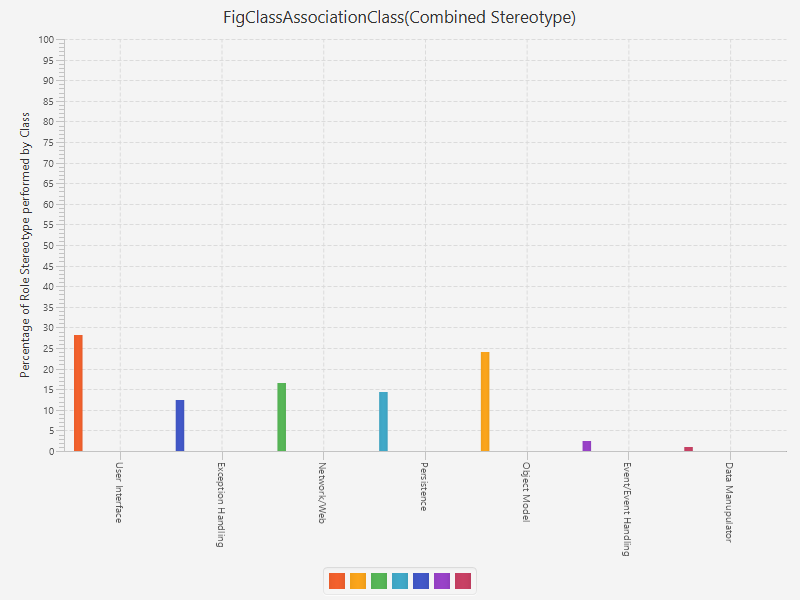 FigClassAssociationClass(Combined Stereotype)
Percentage of Role Stereotype performed by Class
100
95
90
85
80
75
70
65
60
55
50
45
40
35
30
25
20
15
10
5
0
User Interface
Exception Handling
Network/Web
Persistence
Object Model
Event/Event Handling
Data Manupulator